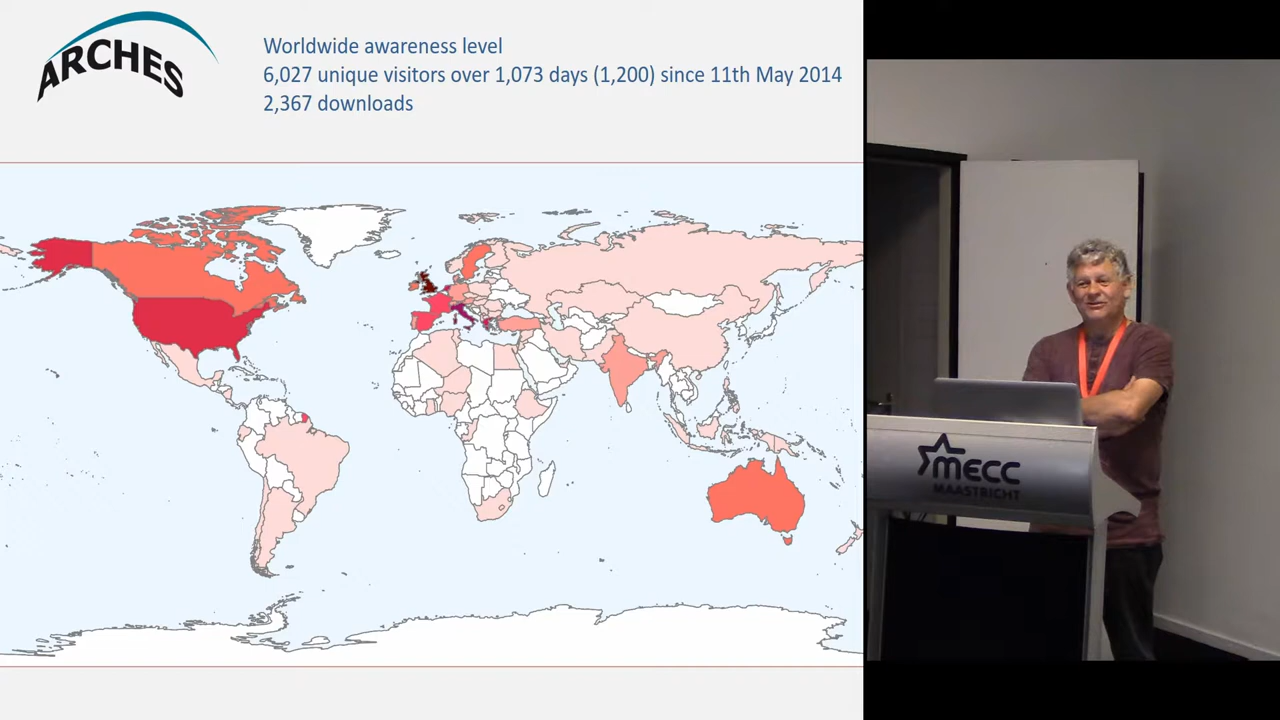 ARCHES
Worldwide awareness level
6,027 unique visitors over 1,073 days (1,200) since 11th May 2014
2,367 downloads
mecc
MAASTRICHT